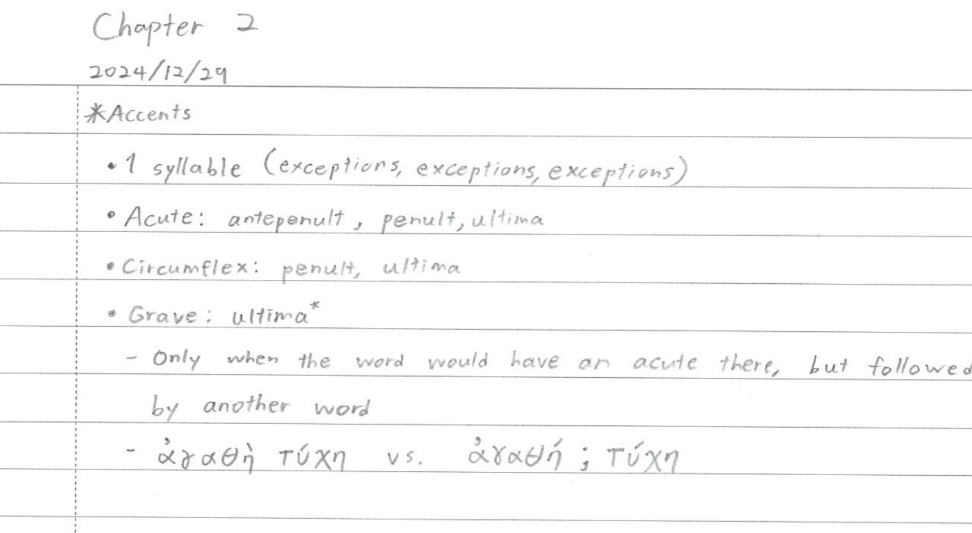 Chapter 2
2024/12/29
*Accents
• 1 syllable (exceptions, exceptions, exceptions)
• Acute: antepenult, penult, ultima
• Circumflex: penult, ultima
• Grave: ultima*
- Only when the word would have an acute there, but followed
by another word
- ἀγαθὴ τύχη vs. ἀγαθή; τύχη